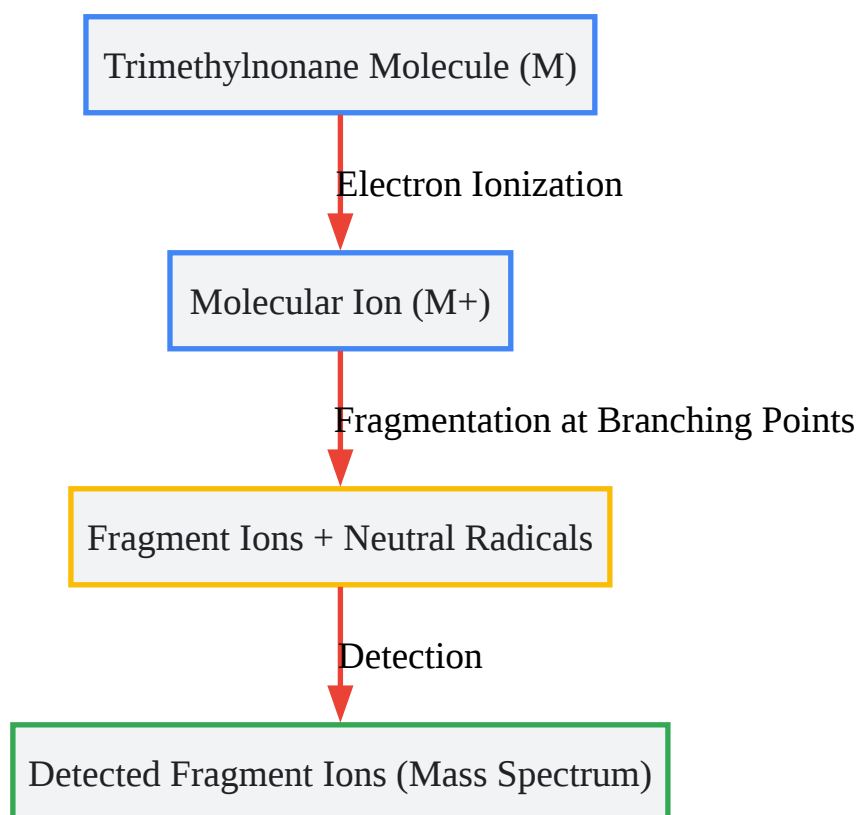 Trimethylnonane Molecule (M)
Electron Ionization
Molecular Ion (M+)
Fragmentation at Branching Points
Fragment Ions + Neutral Radicals
Detection
Detected Fragment Ions (Mass Spectrum)